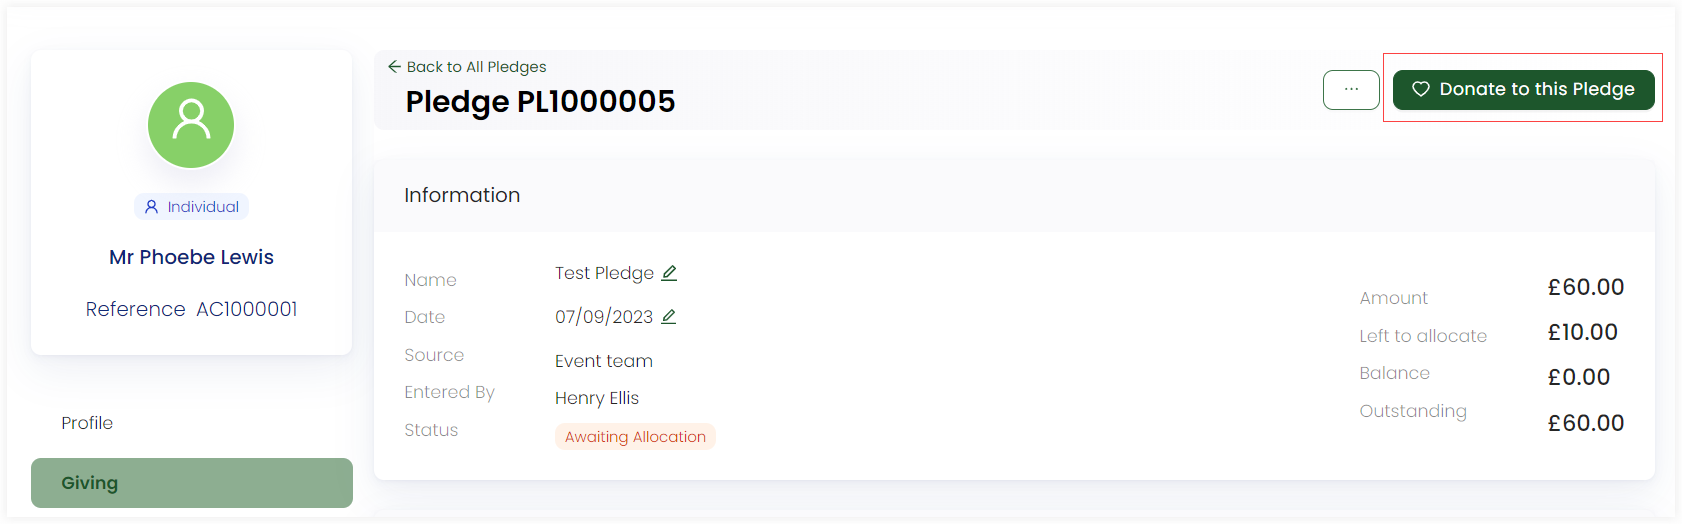 Individual
Mr Phoebe Lewis
Reference AC1000001
Profile
Giving
Back to All Pledges
Pledge PL1000005
...
Donate to this Pledge
Information
Name Test Pledge
Date 07/09/2023
Source Event team
Entered By Henry Ellis
Status Awaiting Allocation
Amount £60.00
Left to allocate £10.00
Balance £0.00
Outstanding £60.00